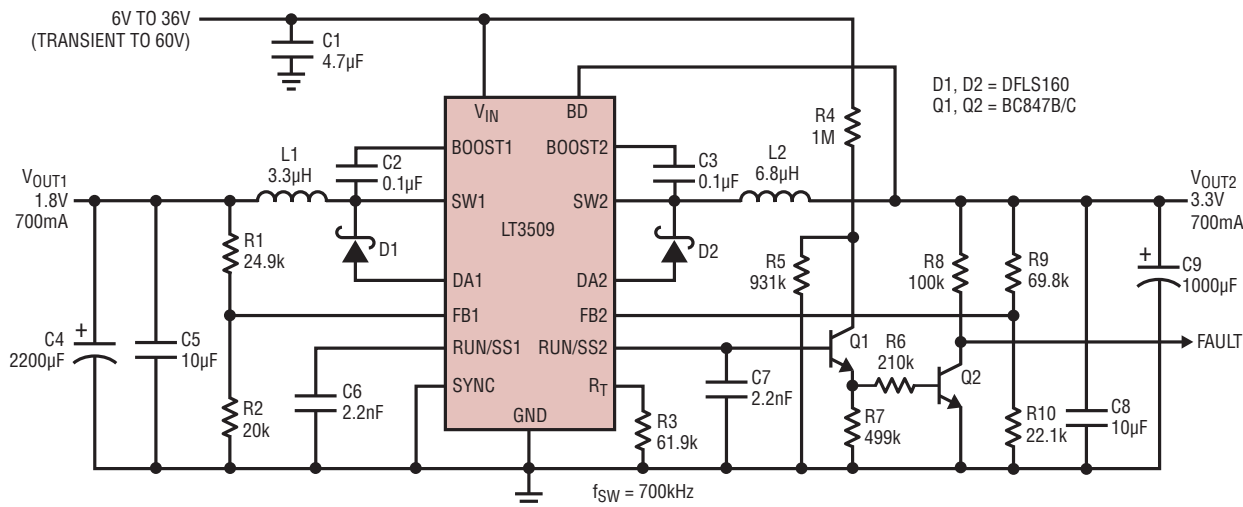 6V TO 36V
(TRANSIENT TO 60V)
C1
4.7µF
D1, D2 = DFLS160
Q1, Q2 = BC847B/C
VIN
BD
R4
1M
BOOST1
BOOST2
L1
3.3µH
C2
0.1µF
C3
0.1µF
L2
6.8µH
VOUT1
1.8V
700mA
SW1
SW2
VOUT2
3.3V
700mA
LT3509
R1
24.9k
D1
D2
R5
931k
R8
100k
R9
69.8k
+
C9
1000µF
DA1
DA2
FB1
FB2
+
C4
2200µF
C5
10µF
RUN/SS1
RUN/SS2
Q1
R6
210k
FAULT
C6
2.2nF
SYNC
RT
C7
2.2nF
Q2
R2
20k
GND
R3
61.9k
R7
499k
R10
22.1k
C8
10µF
fSW = 700kHz